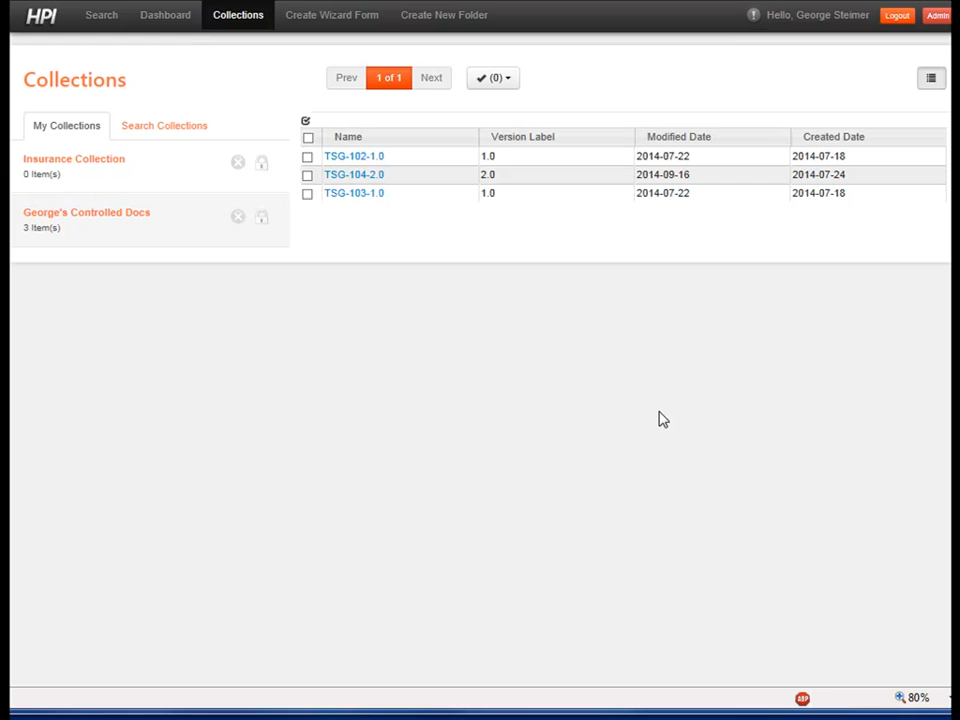 HPI Search Dashboard Collections Create Wizard Form Create New Folder Hello, George Steimer Logout Admin
Collections
Prev 1 of 1 Next (0)
My Collections Search Collections
Insurance Collection
0 Item(s)
George's Controlled Docs
3 Item(s)
Name Version Label Modified Date Created Date
TSG-102-1.0 1.0 2014-07-22 2014-07-18
TSG-104-2.0 2.0 2014-09-16 2014-07-24
TSG-103-1.0 1.0 2014-07-22 2014-07-18
ABP 80%